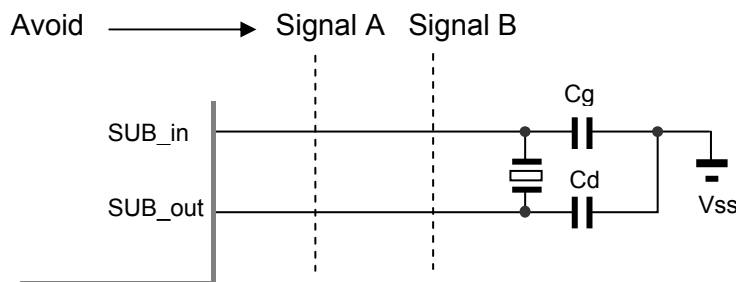 Avoid
Signal A
Signal B
Cg
SUB_in
Cd
SUB_out
Vss